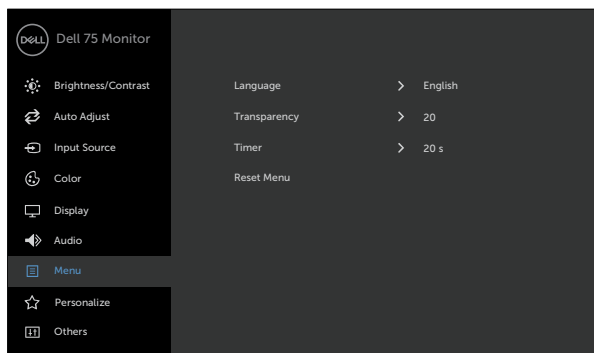 DELL Dell 75 Monitor
Brightness/Contrast
Auto Adjust
Input Source
Color
Display
Audio
Menu
Personalize
Others
Language > English
Transparency > 20
Timer > 20 s
Reset Menu